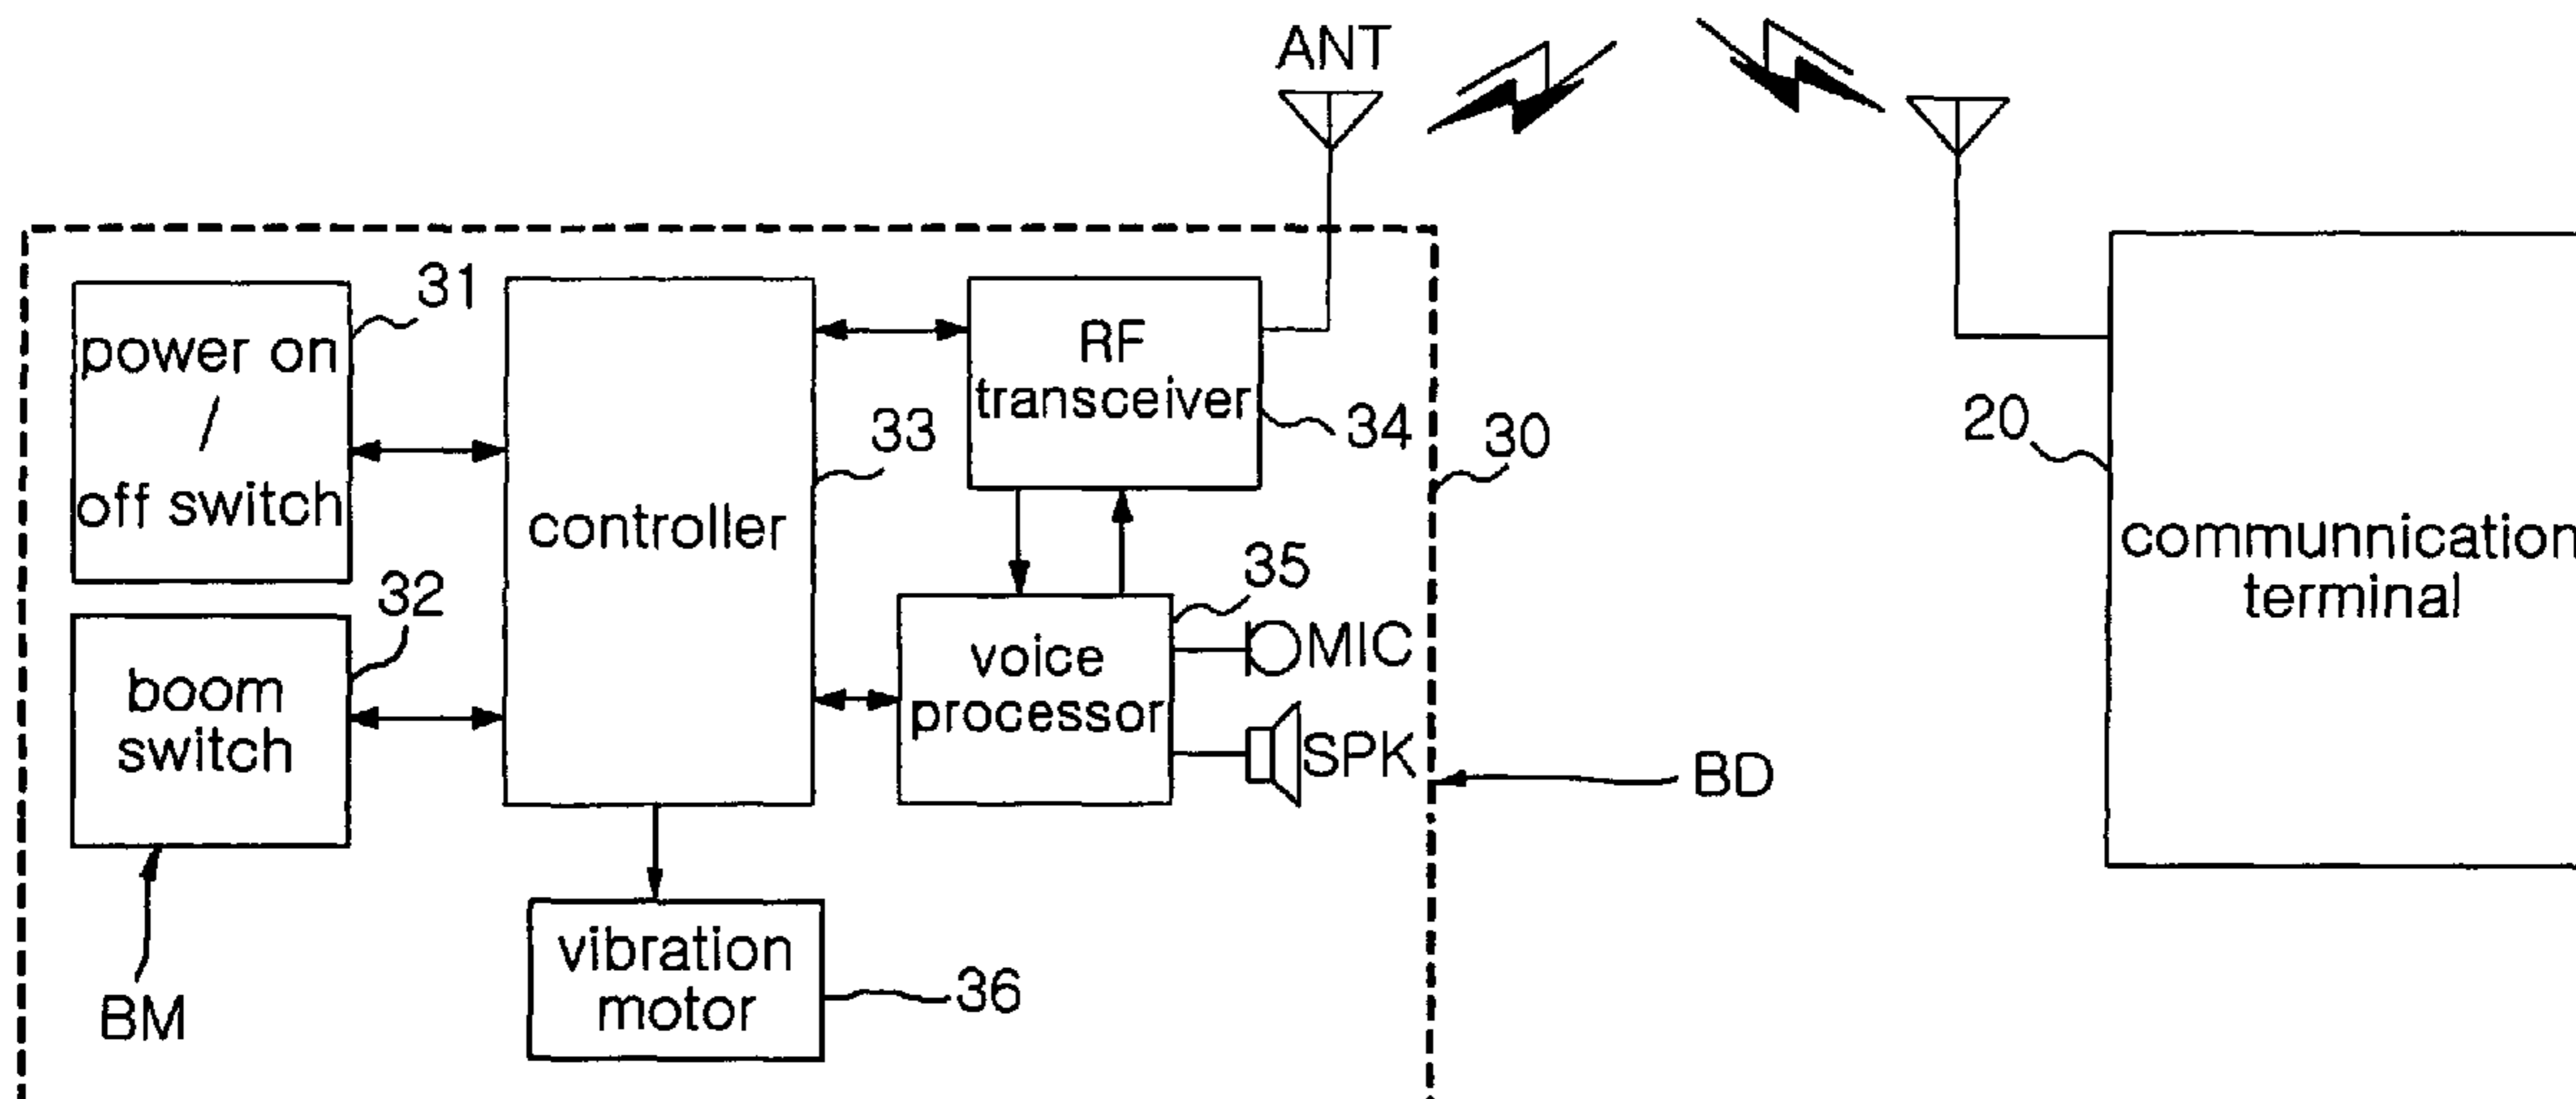 ANT
31
power on
/
off switch
32
boom
switch
BM
controller
33
RF
transceiver
34
30
35
voice
processor
MIC
SPK
BD
vibration
motor
36
20
communnication
terminal